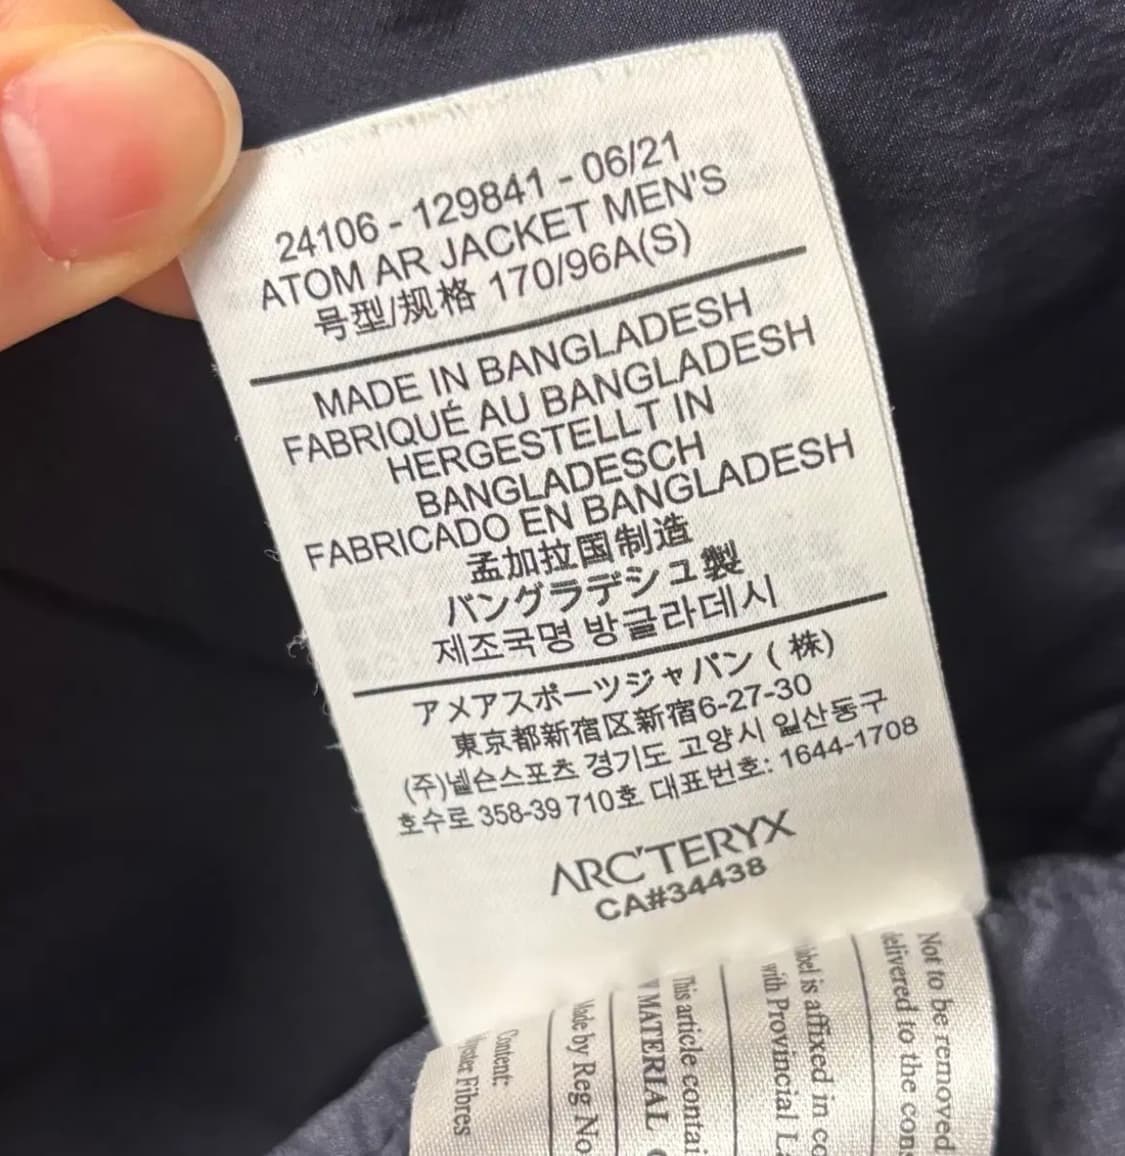 24106 - 129841 - 06/21
ATOM AR JACKET MEN'S
号型/规格 170/96A(S)
MADE IN BANGLADESH
FABRIQUÉ AU BANGLADESH
HERGESTELLT IN
BANGLADESCH
FABRICADO EN BANGLADESH
孟加拉国制造
バングラデシュ製
제조국명 방글라데시
アメアスポーツジャパン ( 株)
東京都新宿区新宿6-27-30
(주)넬슨스포츠 경기도 고양시 일산동구
호수로 358-39 710호 대표번호: 1644-1708
ARC'TERYX
CA#34438
Not to be removed
delivered to the
is affixed in
with Provincial
This article
MATERIAL
Made by Reg No
Content:
Fibres